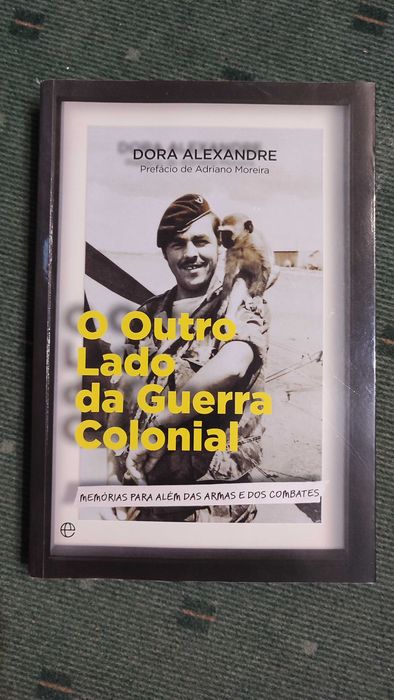 DORA ALEXANDRE
Prefácio de Adriano Moreira
O Outro
Lado
da Guerra
Colonial
MEMÓRIAS PARA ALÉM DAS ARMAS E DOS COMBATES